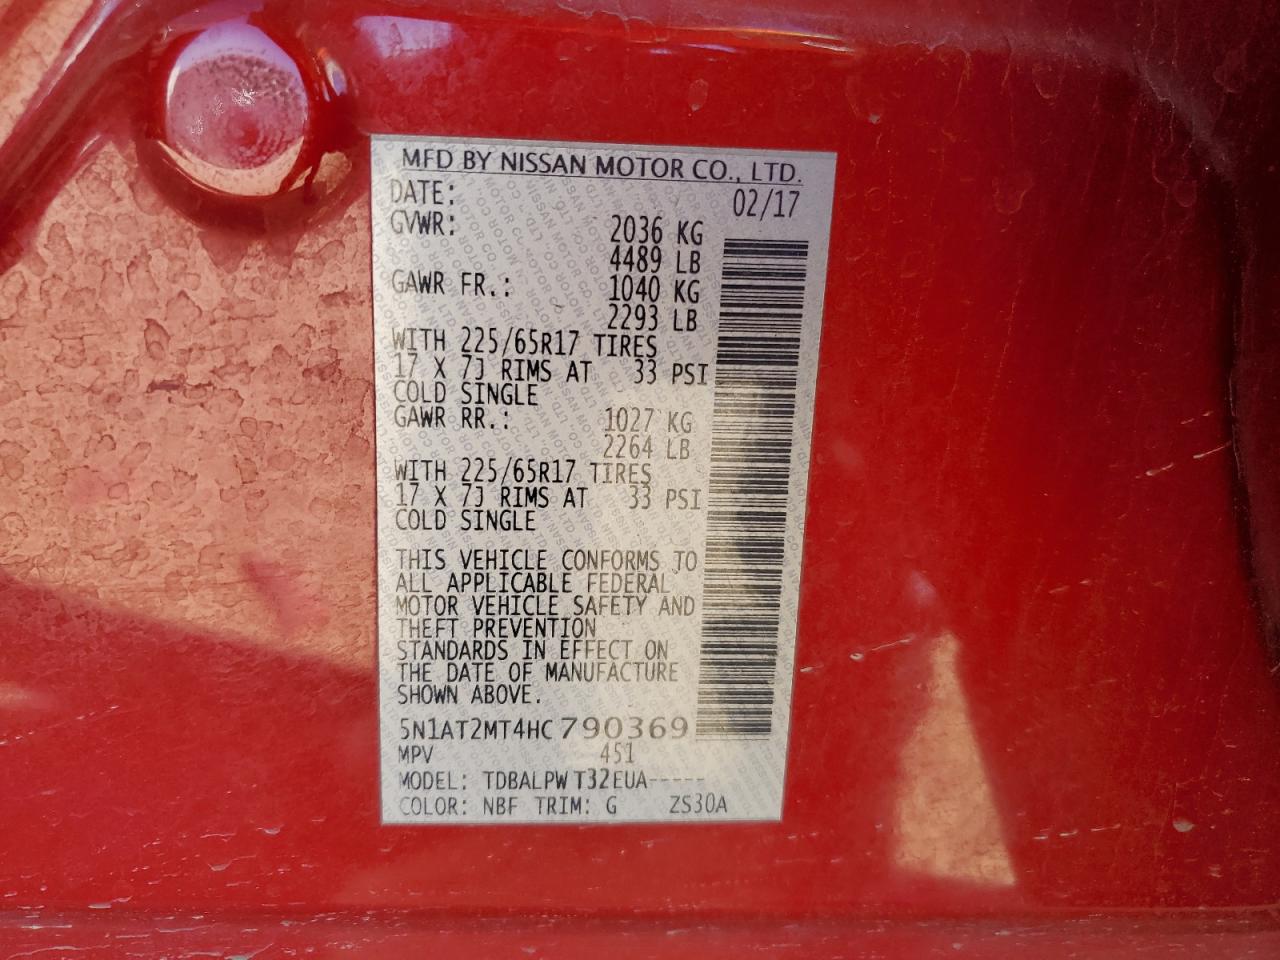 MFD BY NISSAN MOTOR CO., LTD.
DATE: 02/17
GVWR: 2036 KG
4489 LB
GAWR FR.: 1040 KG
2293 LB
WITH 225/65R17 TIRES
17 X 7J RIMS AT 33 PSI
COLD SINGLE
GAWR RR.: 1027 KG
2264 LB
WITH 225/65R17 TIRES
17 X 7J RIMS AT 33 PSI
COLD SINGLE
THIS VEHICLE CONFORMS TO
ALL APPLICABLE FEDERAL
MOTOR VEHICLE SAFETY AND
THEFT PREVENTION
STANDARDS IN EFFECT ON
THE DATE OF MANUFACTURE
SHOWN ABOVE.
5N1AT2MT4HC790369
MPV 451
MODEL: TDBALPWT32EUA-----
COLOR: NBF TRIM: G ZS30A